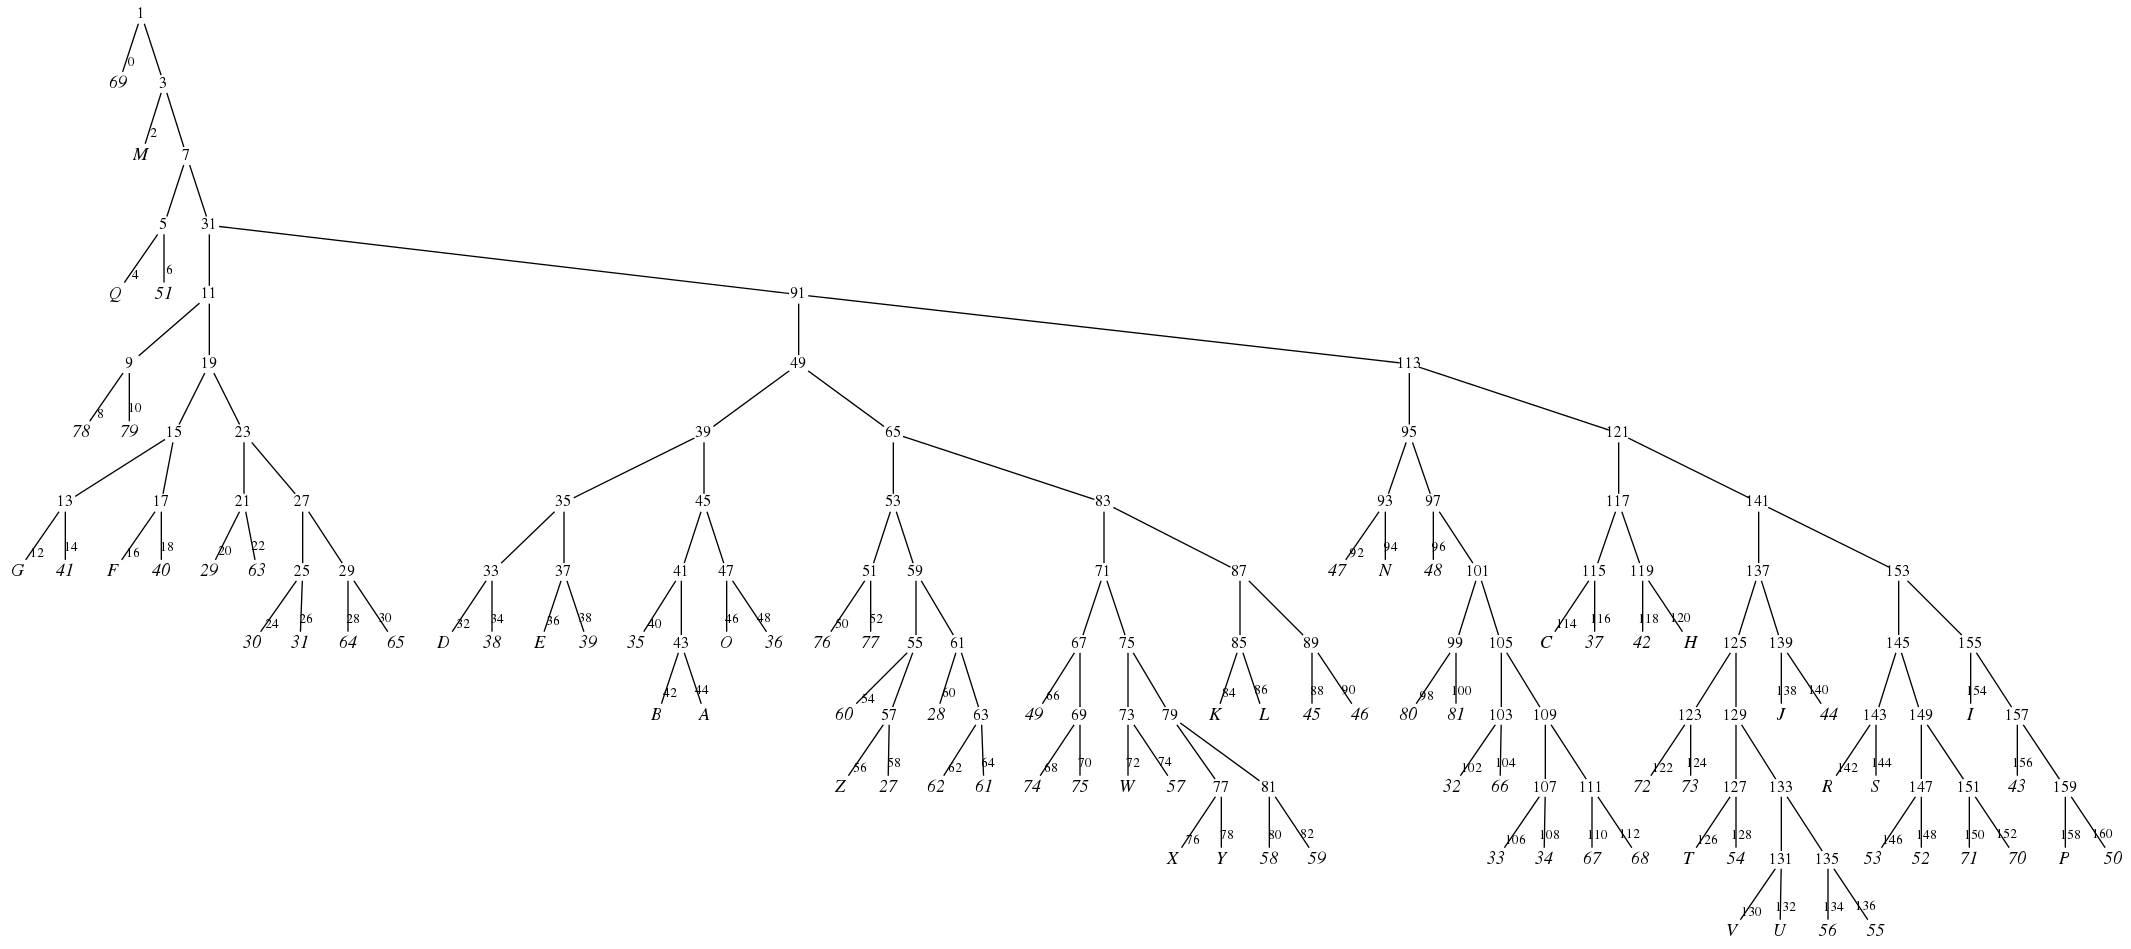 1
0
69 3
2
M 7
5 31
4 6
Q 51 11 91
9 19 49 113
8 10
78 79 15 23 39 65 95 121
13 17 21 27 35 45 53 83 93 97 117 141
12 14 16 18 20 22 92 94 96
G 41 F 40 29 63 25 29 33 37 41 47 51 59 71 87 47 N 48 101 115 119 137 153
24 26 28 30 32 34 36 38 40 46 48 50 52 114 116 118 120
30 31 64 65 D 38 E 39 35 43 O 36 76 77 55 61 67 75 85 89 99 105 C 37 42 H 125 139 145 155
42 44 54 60 66 84 86 88 90 98 100 138 140 154
B A 60 57 28 63 49 69 73 79 K L 45 46 80 81 103 109 123 129 J 44 143 149 I 157
56 58 62 64 68 70 72 74 102 104 122 124 142 144 156
Z 27 62 61 74 75 W 57 77 81 32 66 107 111 72 73 127 133 R S 147 151 43 159
76 78 80 82 106 108 110 112 126 128 146 148 150 152 158 160
X Y 58 59 33 34 67 68 T 54 131 135 53 52 71 70 P 50
130 132 134 136
V U 56 55